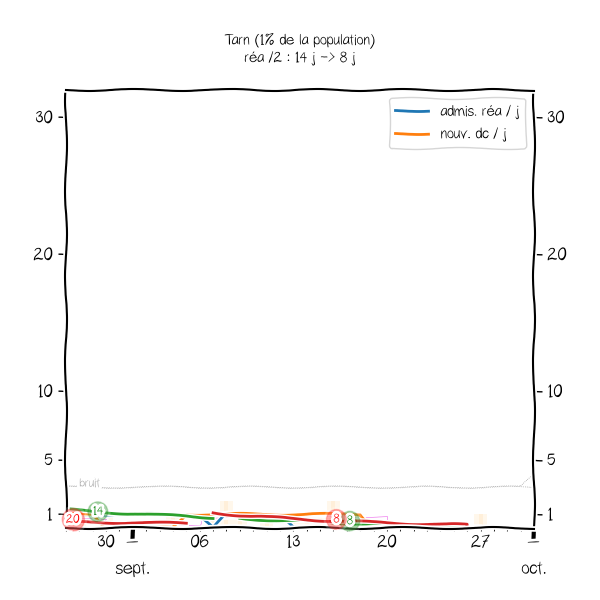 Tarn (1% de la population)
réa /2 : 14 j -> 8 j
admis. réa / j
nouv. dc / j
30 30
20 20
10 10
5 5
bruit
1 1
20 14 8 8
30 06 13 20 27
sept. oct.